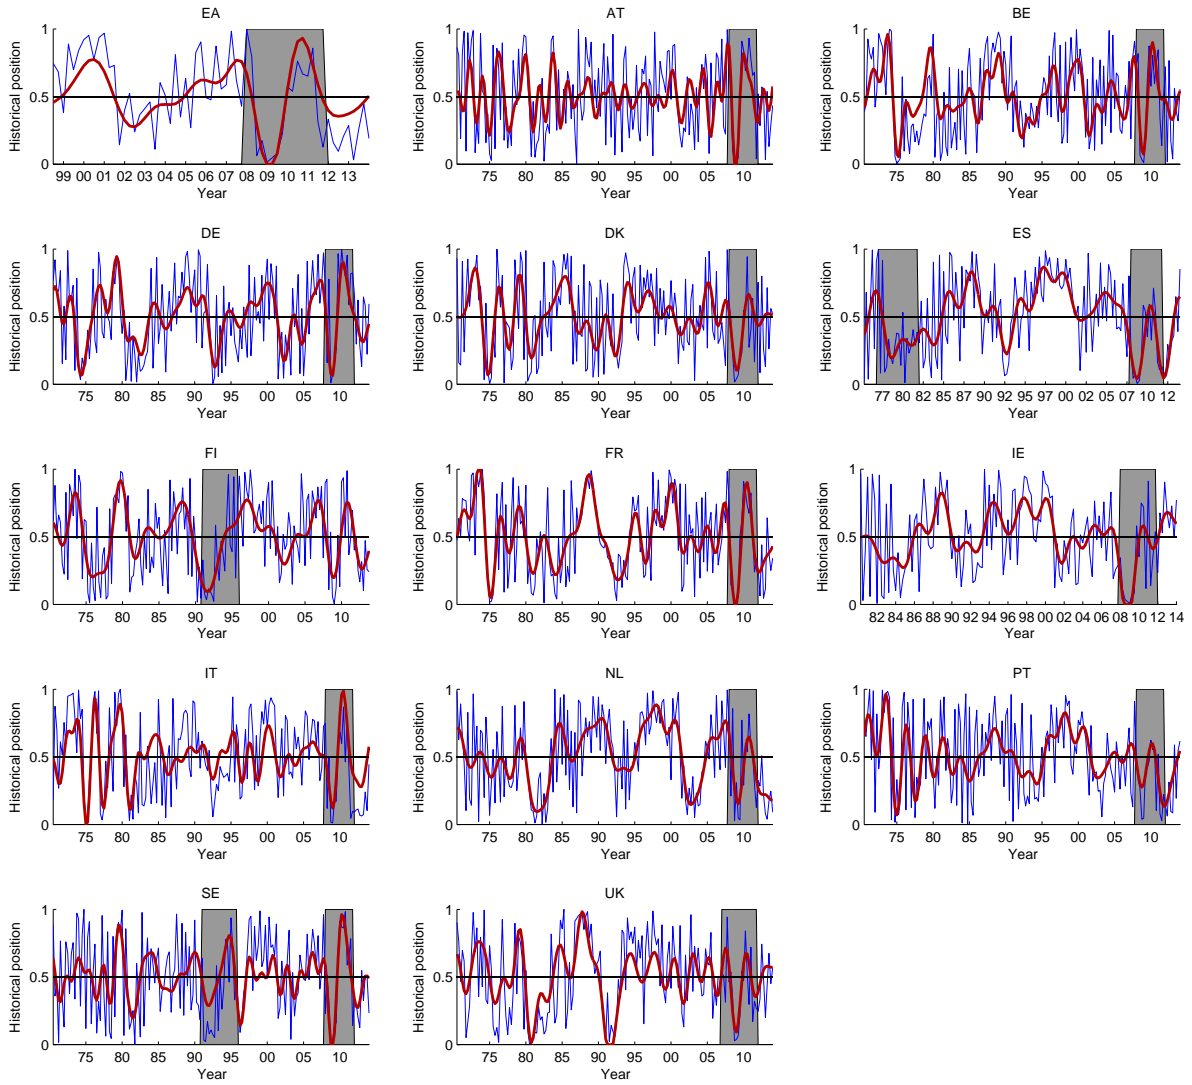 EA
Historical position
1
0.5
0
99 00 01 02 03 04 05 06 07 08 09 10 11 12 13
Year
AT
Historical position
1
0.5
0
75 80 85 90 95 00 05 10
Year
BE
Historical position
1
0.5
0
75 80 85 90 95 00 05 10
Year
DE
Historical position
1
0.5
0
75 80 85 90 95 00 05 10
Year
DK
Historical position
1
0.5
0
75 80 85 90 95 00 05 10
Year
ES
Historical position
1
0.5
0
77 80 82 85 87 90 92 95 97 00 02 05 07 10 12
Year
FI
Historical position
1
0.5
0
75 80 85 90 95 00 05 10
Year
FR
Historical position
1
0.5
0
75 80 85 90 95 00 05 10
Year
IE
Historical position
1
0.5
0
82 84 86 88 90 92 94 96 98 00 02 04 06 08 10 12 14
Year
IT
Historical position
1
0.5
0
75 80 85 90 95 00 05 10
Year
NL
Historical position
1
0.5
0
75 80 85 90 95 00 05 10
Year
PT
Historical position
1
0.5
0
75 80 85 90 95 00 05 10
Year
SE
Historical position
1
0.5
0
75 80 85 90 95 00 05 10
Year
UK
Historical position
1
0.5
0
75 80 85 90 95 00 05 10
Year